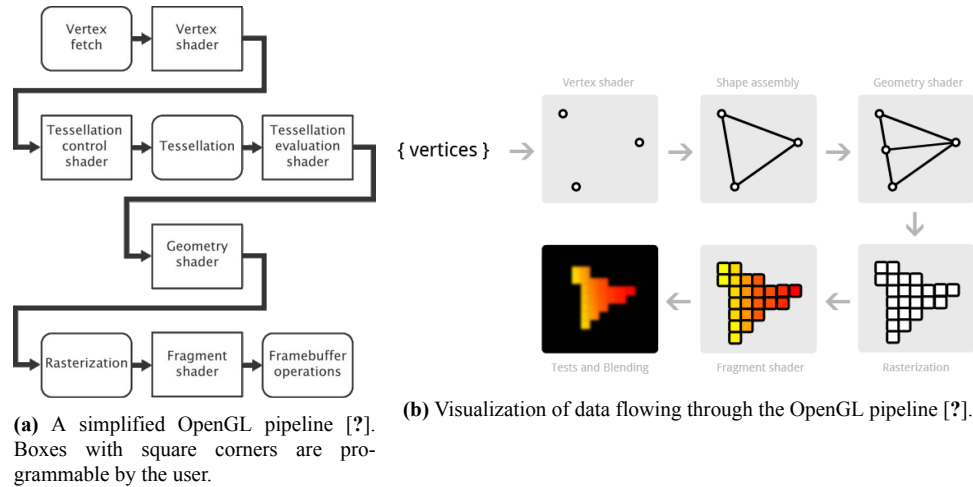 Vertex
fetch
Vertex
shader
Tessellation
control
shader
Tessellation
Tessellation
evaluation
shader
Geometry
shader
Rasterization
Fragment
shader
Framebuffer
operations
(a) A simplified OpenGL pipeline [?].
Boxes with square corners are pro-
grammable by the user.
{ vertices }
Vertex shader
Shape assembly
Geometry shader
Tests and Blending
Fragment shader
Rasterization
(b) Visualization of data flowing through the OpenGL pipeline [?].